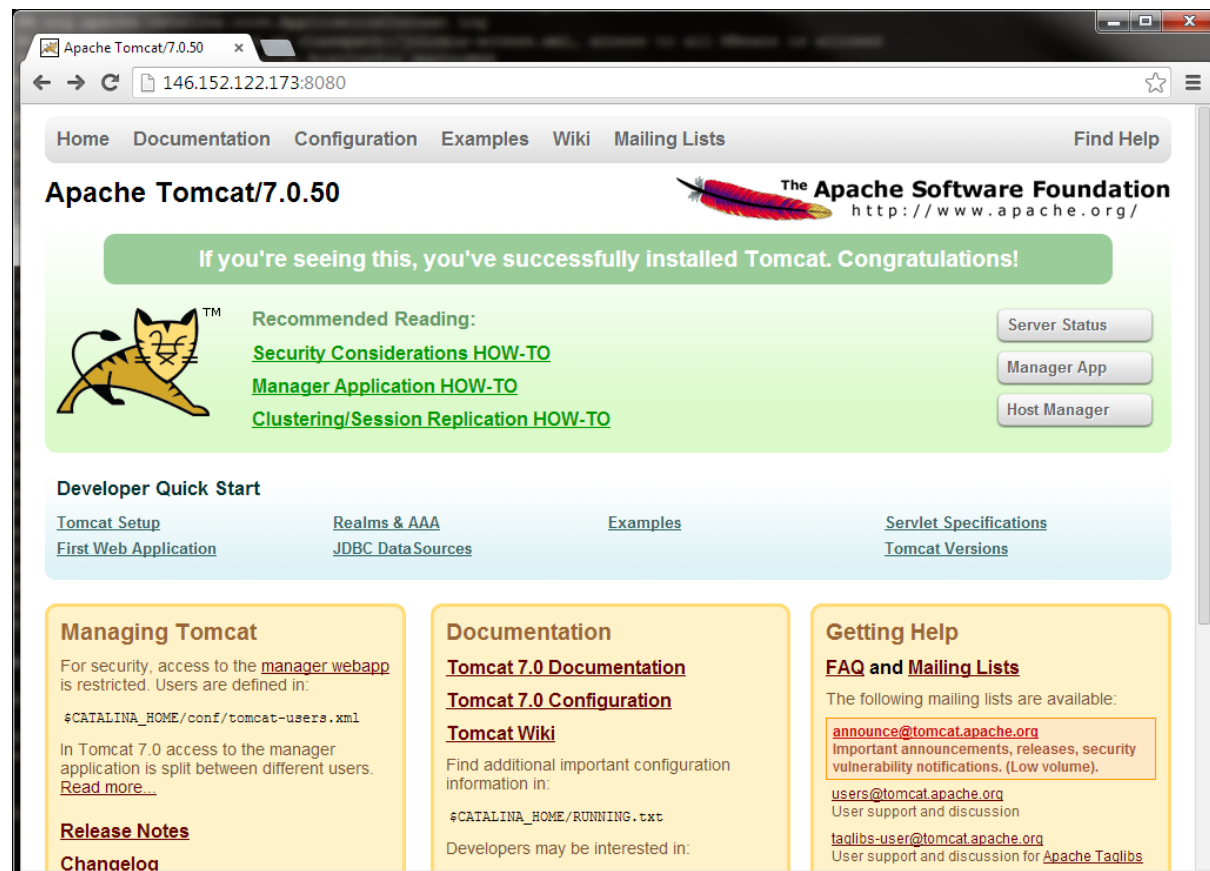 Apache Tomcat/7.0.50
146.152.122.173:8080
Home Documentation Configuration Examples Wiki Mailing Lists Find Help
Apache Tomcat/7.0.50
The Apache Software Foundation
http://www.apache.org/
If you're seeing this, you've successfully installed Tomcat. Congratulations!
TM
Recommended Reading:
Security Considerations HOW-TO
Manager Application HOW-TO
Clustering/Session Replication HOW-TO
Server Status
Manager App
Host Manager
Developer Quick Start
Tomcat Setup
First Web Application
Realms & AAA
JDBC DataSources
Examples
Servlet Specifications
Tomcat Versions
Managing Tomcat
For security, access to the manager webapp
is restricted. Users are defined in:
$CATALINA_HOME/conf/tomcat-users.xml
In Tomcat 7.0 access to the manager
application is split between different users.
Read more...
Release Notes
Changelog
Documentation
Tomcat 7.0 Documentation
Tomcat 7.0 Configuration
Tomcat Wiki
Find additional important configuration
information in:
$CATALINA_HOME/RUNNING.txt
Developers may be interested in:
Getting Help
FAQ and Mailing Lists
The following mailing lists are available:
announce@tomcat.apache.org
Important announcements, releases, security
vulnerability notifications. (Low volume).
users@tomcat.apache.org
User support and discussion
taglibs-user@tomcat.apache.org
User support and discussion for Apache Taglibs